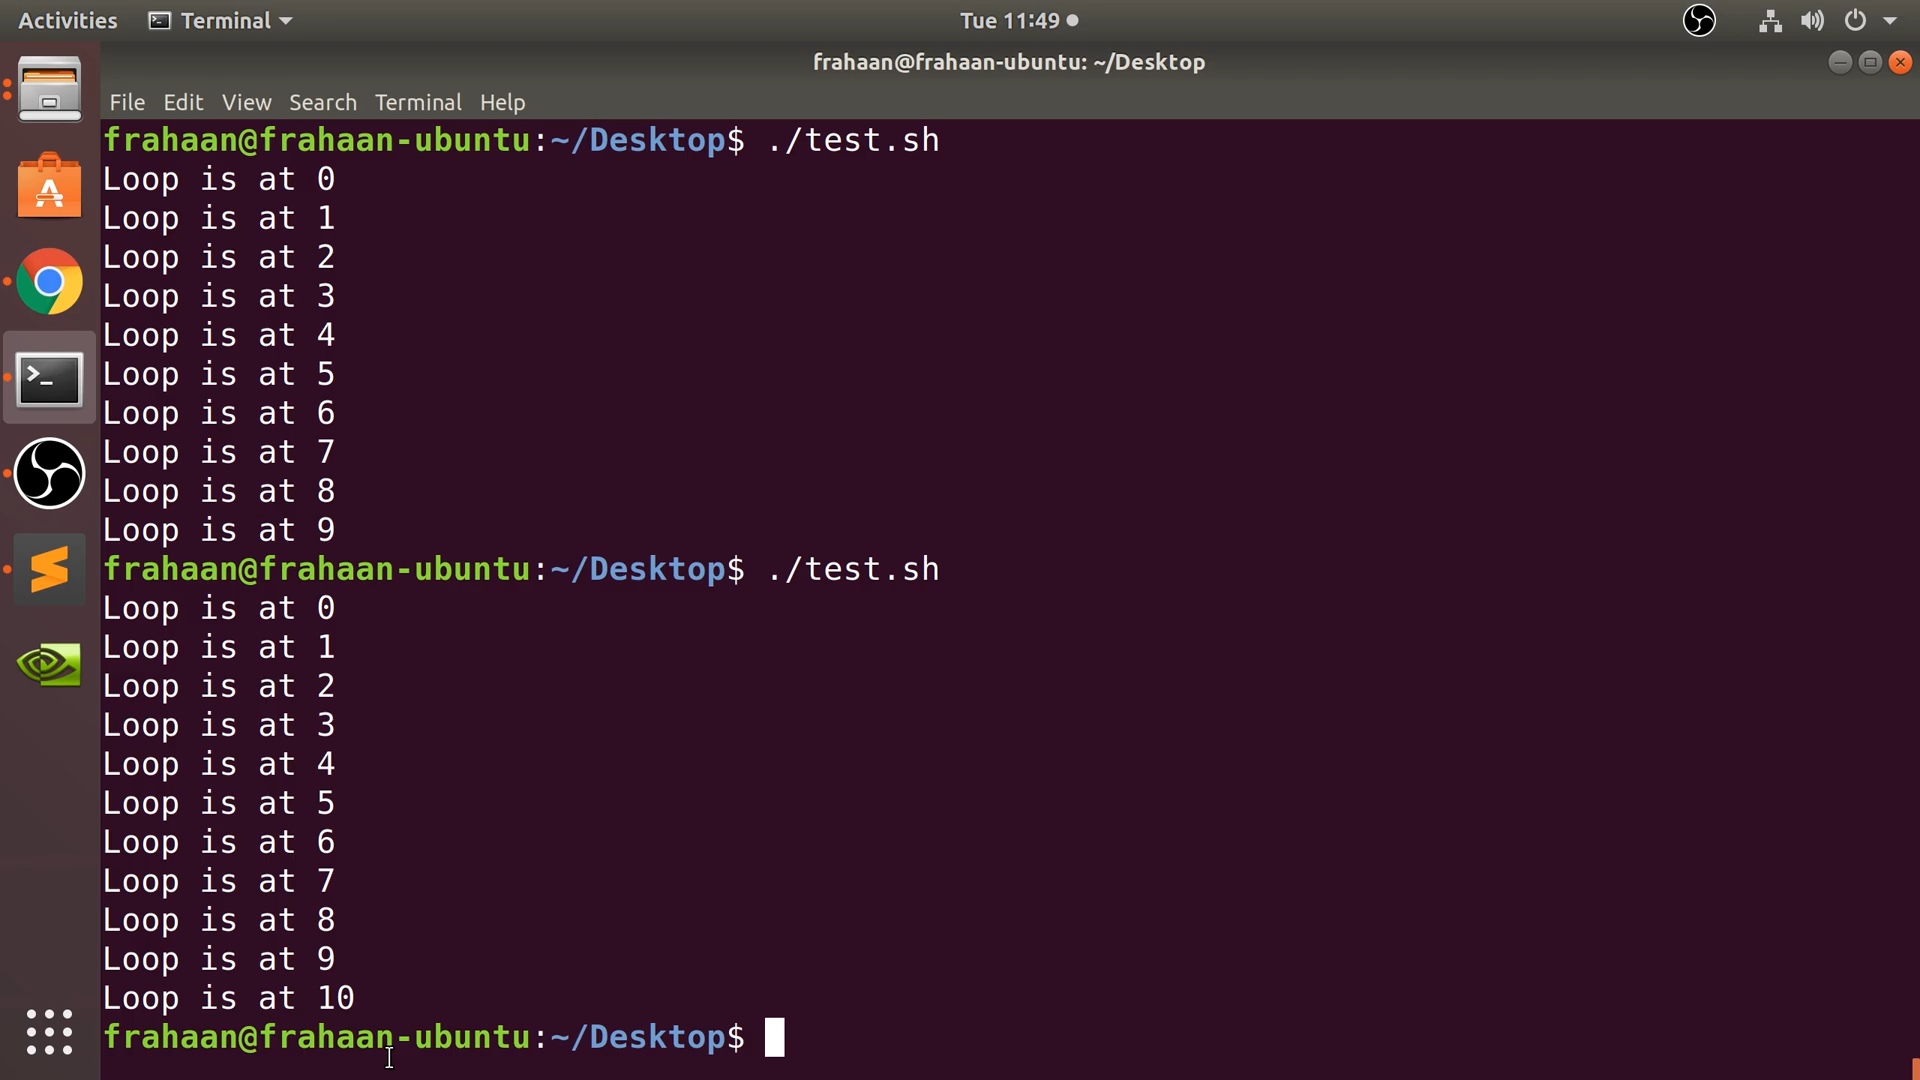 Activities Terminal Tue 11:49
frahaan@frahaan-ubuntu: ~/Desktop
File Edit View Search Terminal Help
frahaan@frahaan-ubuntu:~/Desktop$ ./test.sh
Loop is at 0
Loop is at 1
Loop is at 2
Loop is at 3
Loop is at 4
Loop is at 5
Loop is at 6
Loop is at 7
Loop is at 8
Loop is at 9
frahaan@frahaan-ubuntu:~/Desktop$ ./test.sh
Loop is at 0
Loop is at 1
Loop is at 2
Loop is at 3
Loop is at 4
Loop is at 5
Loop is at 6
Loop is at 7
Loop is at 8
Loop is at 9
Loop is at 10
frahaan@frahaan-ubuntu:~/Desktop$